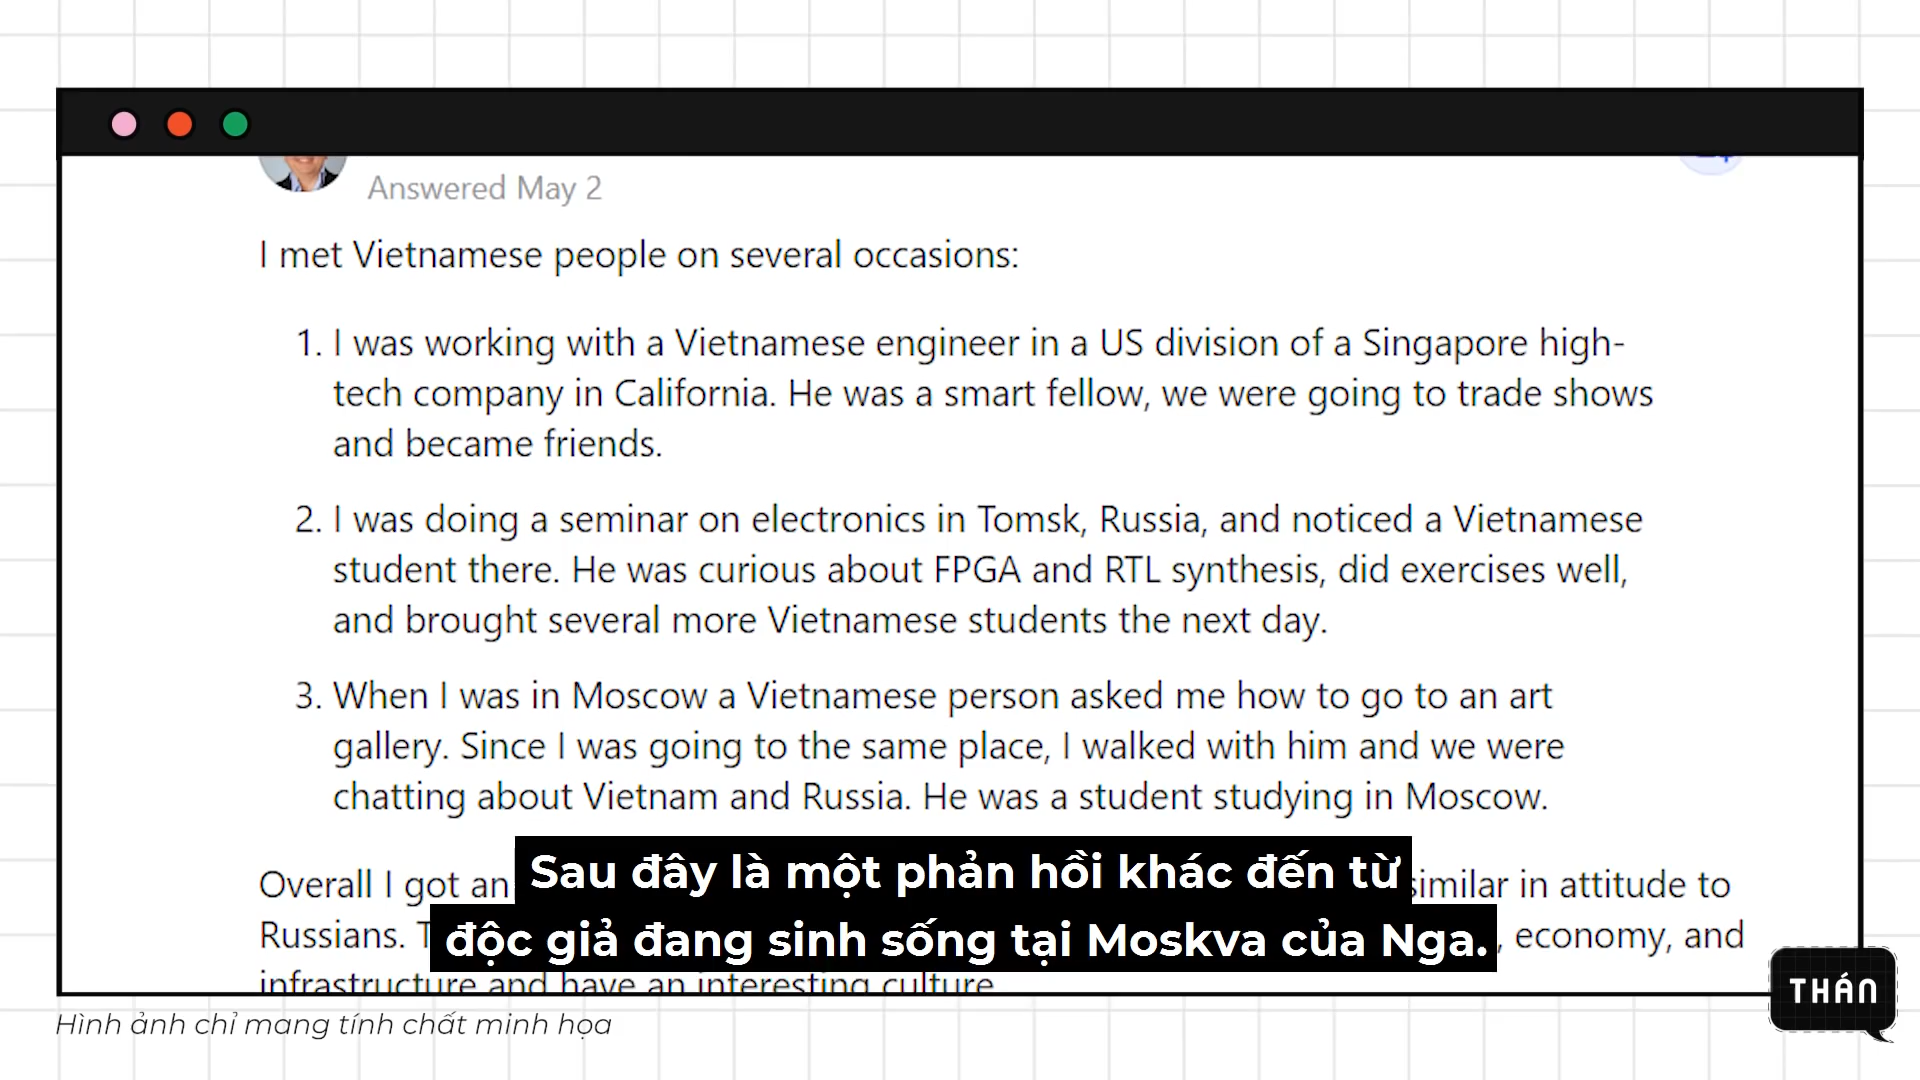 Answered May 2
I met Vietnamese people on several occasions:
1. I was working with a Vietnamese engineer in a US division of a Singapore high-
tech company in California. He was a smart fellow, we were going to trade shows
and became friends.
2. I was doing a seminar on electronics in Tomsk, Russia, and noticed a Vietnamese
student there. He was curious about FPGA and RTL synthesis, did exercises well,
and brought several more Vietnamese students the next day.
3. When I was in Moscow a Vietnamese person asked me how to go to an art
gallery. Since I was going to the same place, I walked with him and we were
chatting about Vietnam and Russia. He was a student studying in Moscow.
Overall I got an similar in attitude to
Russians. , economy, and
infrastructure and have an interesting culture
Sau đây là một phản hồi khác đến từ
độc giả đang sinh sống tại Moskva của Nga.
THÁN
Hình ảnh chỉ mang tính chất minh họa